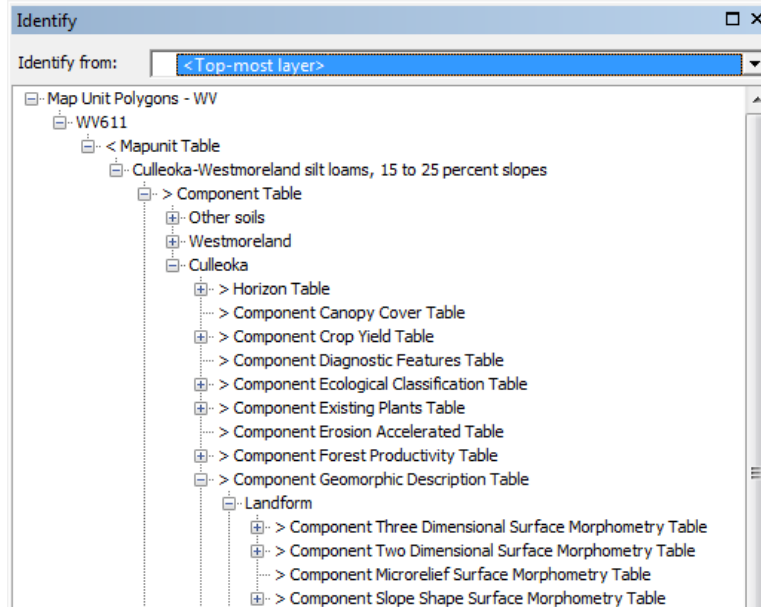 Identify
Identify from: <Top-most layer>
Map Unit Polygons - WV
WV611
< Mapunit Table
Culleoka-Westmoreland silt loams, 15 to 25 percent slopes
> Component Table
Other soils
Westmoreland
Culleoka
> Horizon Table
> Component Canopy Cover Table
> Component Crop Yield Table
> Component Diagnostic Features Table
> Component Ecological Classification Table
> Component Existing Plants Table
> Component Erosion Accelerated Table
> Component Forest Productivity Table
> Component Geomorphic Description Table
Landform
> Component Three Dimensional Surface Morphometry Table
> Component Two Dimensional Surface Morphometry Table
> Component Microrelief Surface Morphometry Table
> Component Slope Shape Surface Morphometry Table